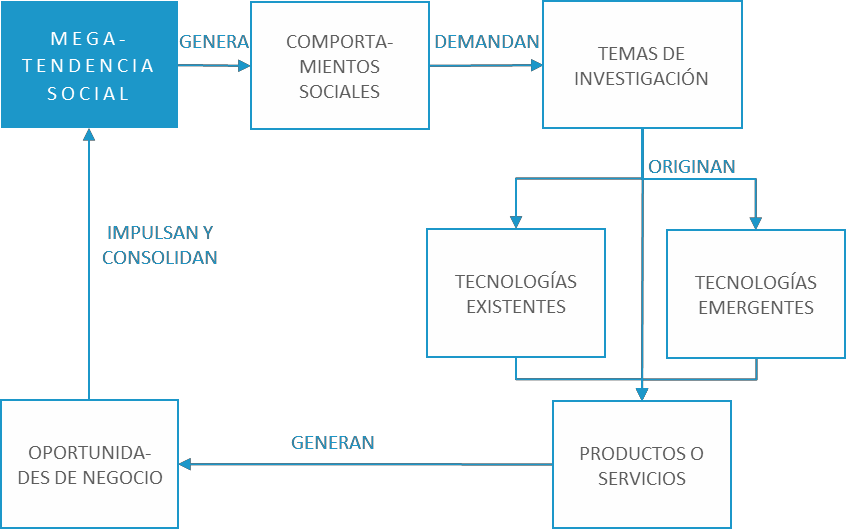 MEGA-
TENDENCIA
SOCIAL
GENERA
COMPORTA-
MIENTOS
SOCIALES
DEMANDAN
TEMAS DE
INVESTIGACIÓN
ORIGINAN
TECNOLOGÍAS
EXISTENTES
TECNOLOGÍAS
EMERGENTES
IMPULSAN Y
CONSOLIDAN
PRODUCTOS O
SERVICIOS
GENERAN
OPORTUNIDA-
DES DE NEGOCIO